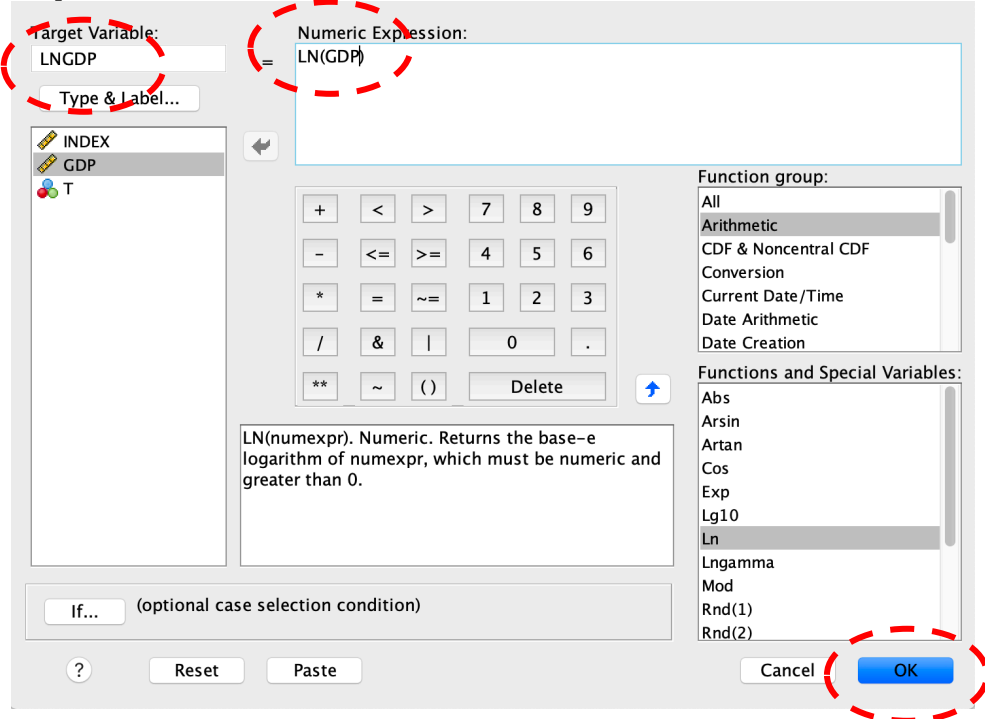 Target Variable:
LNGDP
Type & Label...
=
Numeric Expression:
LN(GDP)
INDEX
GDP
T
+ < > 7 8 9
- <= >= 4 5 6
* = ~= 1 2 3
/ & | 0 .
** ~ () Delete
Function group:
All
Arithmetic
CDF & Noncentral CDF
Conversion
Current Date/Time
Date Arithmetic
Date Creation
Functions and Special Variables:
Abs
Arsin
Artan
Cos
Exp
Lg10
Ln
Lngamma
Mod
Rnd(1)
Rnd(2)
LN(numexpr). Numeric. Returns the base-e
logarithm of numexpr, which must be numeric and
greater than 0.
If... (optional case selection condition)
? Reset Paste Cancel OK